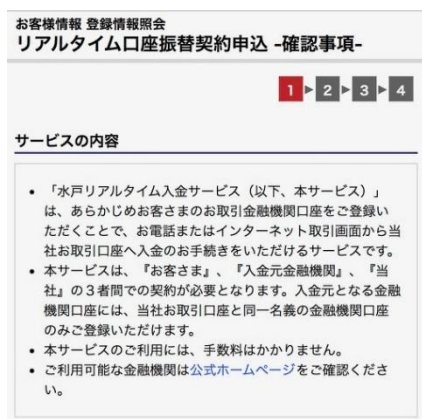 お客様情報 登録情報照会
リアルタイム口座振替契約申込 -確認事項-
1 ▶ 2 ▶ 3 ▶ 4
サービスの内容
• 「水戸リアルタイム入金サービス（以下、本サービス）」
は、あらかじめお客さまのお取引金融機関口座をご登録い
ただくことで、お電話またはインターネット取引画面から当
社お取引口座へ入金のお手続きをいただけるサービスです。
• 本サービスは、『お客さま』、『入金元金融機関』、『当
社』の３者間での契約が必要となります。入金元となる金融
機関口座には、当社お取引口座と同一名義の金融機関口座
のみご登録いただけます。
• 本サービスのご利用には、手数料はかかりません。
• ご利用可能な金融機関は公式ホームページをご確認くださ
い。